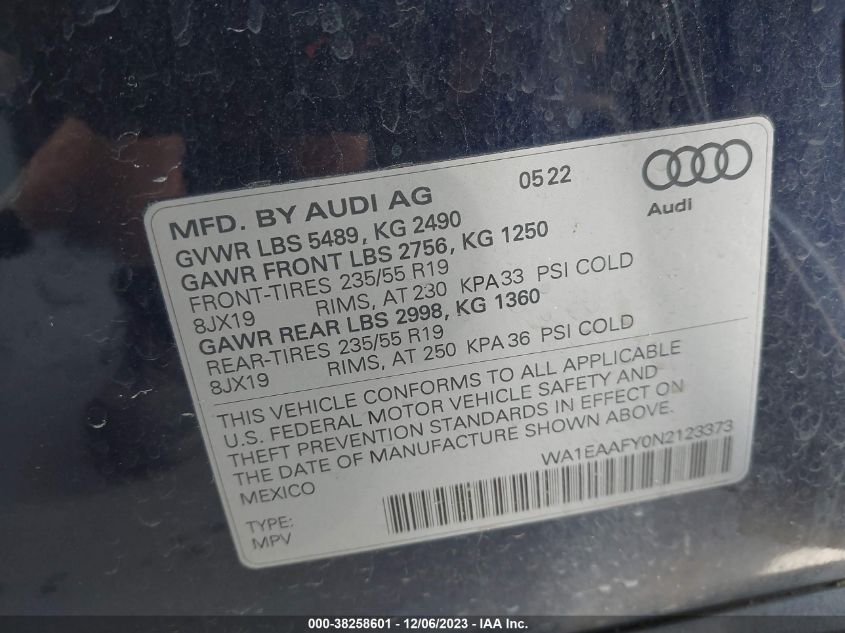 MFD. BY AUDI AG 0522
Audi
GVWR LBS 5489, KG 2490
GAWR FRONT LBS 2756, KG 1250
FRONT-TIRES 235/55 R19
8JX19 RIMS, AT 230 KPA33 PSI COLD
GAWR REAR LBS 2998, KG 1360
REAR-TIRES 235/55 R19
8JX19 RIMS, AT 250 KPA 36 PSI COLD
THIS VEHICLE CONFORMS TO ALL APPLICABLE
U.S. FEDERAL MOTOR VEHICLE SAFETY AND
THEFT PREVENTION STANDARDS IN EFFECT ON
THE DATE OF MANUFACTURE SHOWN ABOVE.
MEXICO WA1EAAFY0N2123373
TYPE:
MPV
000-38258601 - 12/06/2023 - IAA Inc.